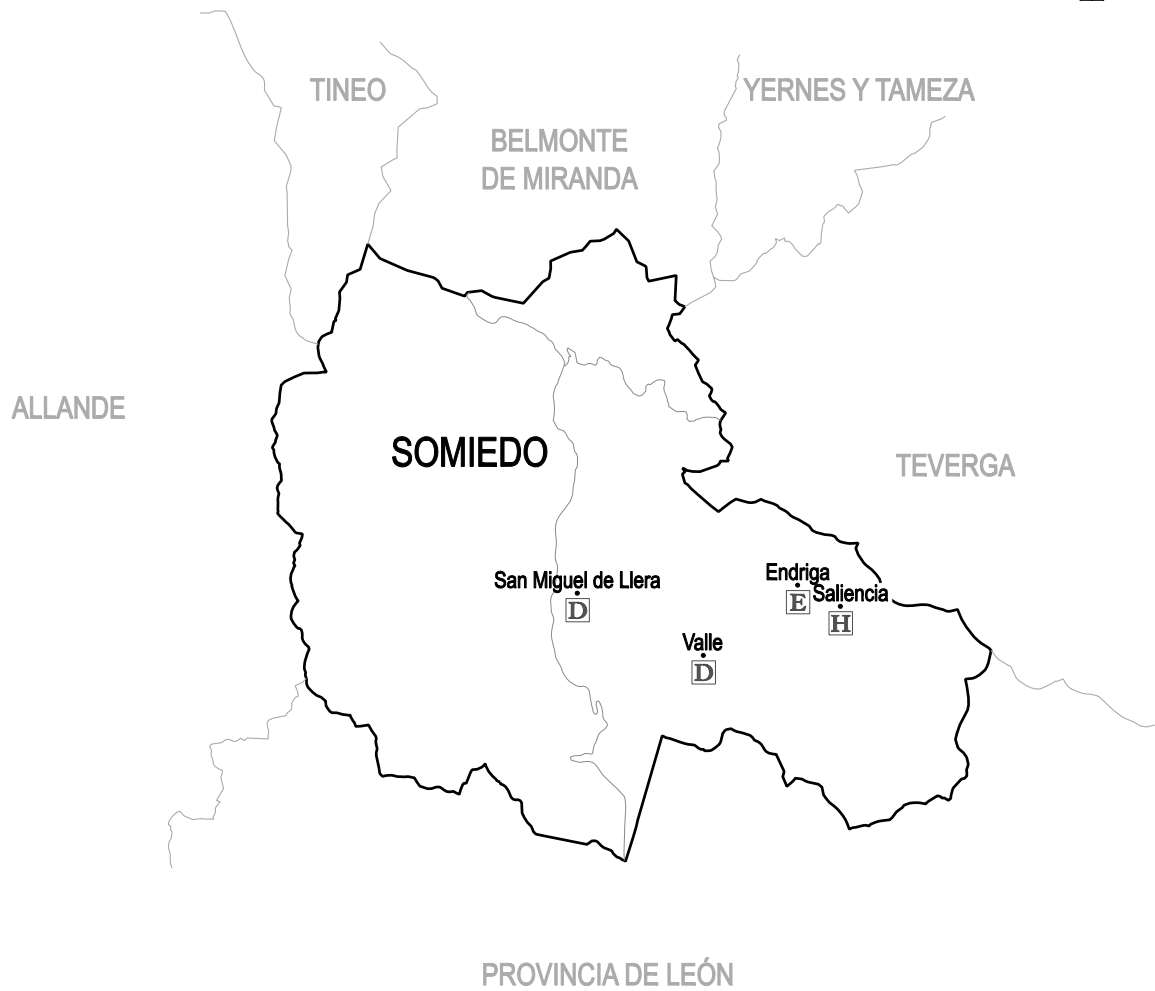 TINEO
YERNES Y TAMEZA
BELMONTE
DE MIRANDA
ALLANDE
SOMIEDO
TEVERGA
Endriga
San Miguel de Llera
E
Saliencia
D
H
Valle
D
PROVINCIA DE LEÓN